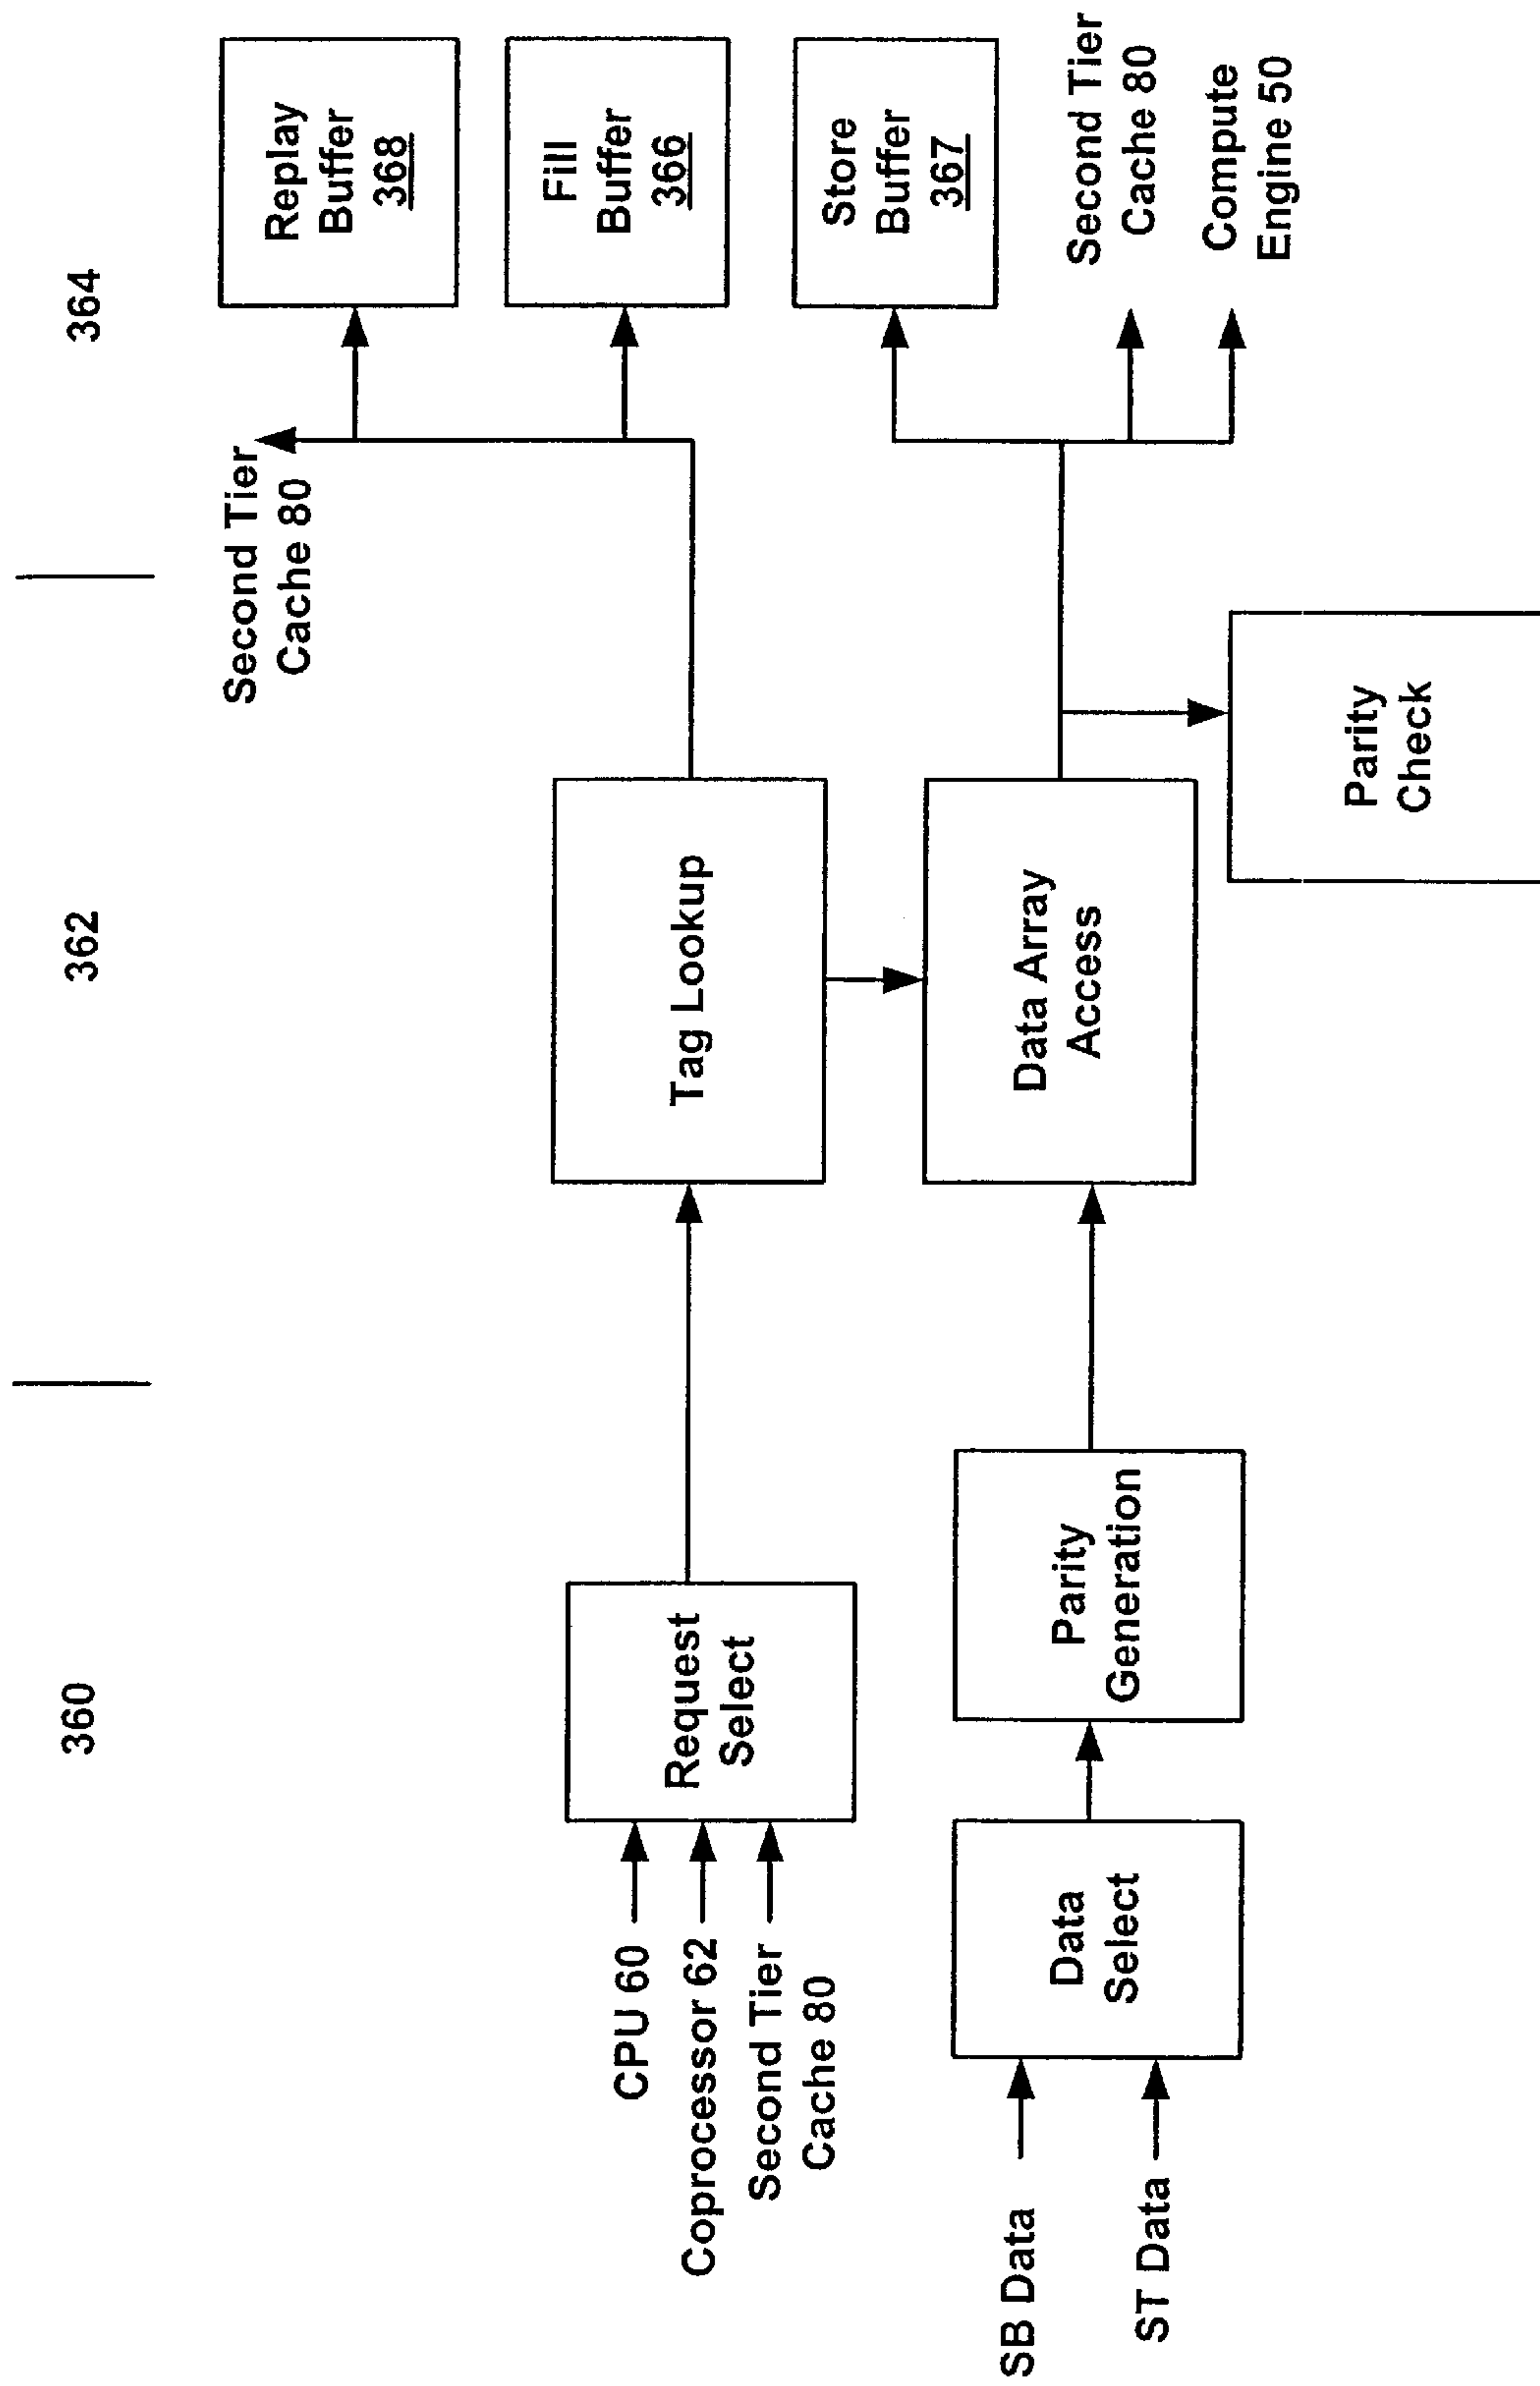 360
362
364
CPU 60
Coprocessor 62
Second Tier
Cache 80
Request
Select
Tag Lookup
Second Tier
Cache 80
Replay
Buffer
368
Fill
Buffer
366
SB Data
ST Data
Data
Select
Parity
Generation
Data Array
Access
Parity
Check
Store
Buffer
367
Second Tier
Cache 80
Compute
Engine 50